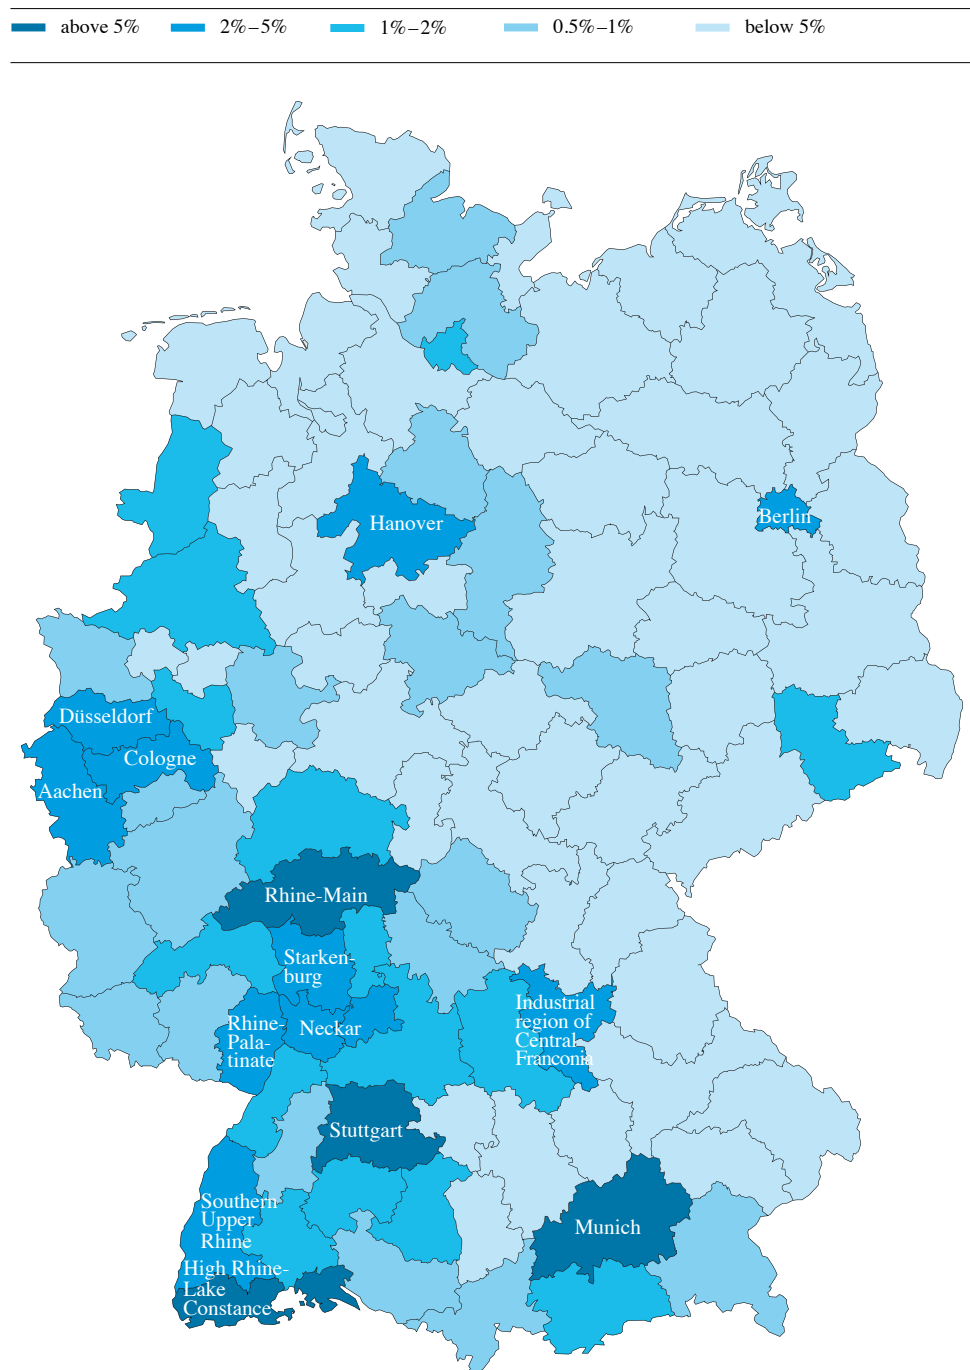 above 5% 2%–5% 1%–2% 0.5%–1% below 5%
Hanover
Berlin
Düsseldorf
Cologne
Aachen
Rhine-Main
Starken-
burg
Industrial
region of
Central
Franconia
Rhine-
Pala-
tinate
Neckar
Stuttgart
Southern
Upper
Rhine
Munich
High Rhine-
Lake
Constance